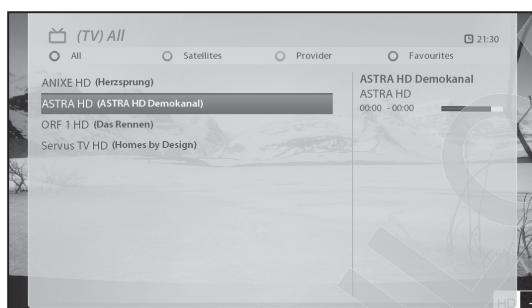 (TV) All
21:30
All Satellites Provider Favourites
ANIXE HD (Herzsprung)
ASTRA HD (ASTRA HD Demokanal)
ORF 1 HD (Das Rennen)
Servus TV HD (Homes by Design)
ASTRA HD Demokanal
ASTRA HD
00:00 - 00:00
HD